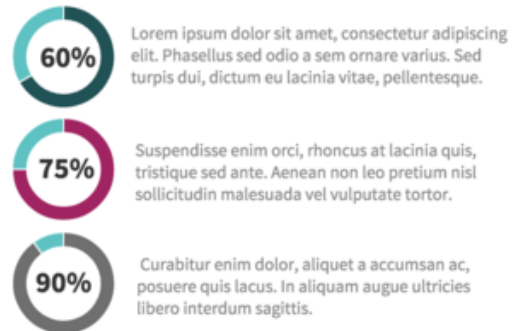 60%
Lorem ipsum dolor sit amet, consectetur adipiscing
elit. Phasellus sed odio a sem ornare varius. Sed
turpis dui, dictum eu lacinia vitae, pellentesque.
75%
Suspendisse enim orci, rhoncus at lacinia quis,
tristique sed ante. Aenean non leo pretium nisl
sollicitudin malesuada vel vulputate tortor.
90%
Curabitur enim dolor, aliquet a accumsan ac,
posuere quis lacus. In aliquam augue ultricies
libero interdum sagittis.